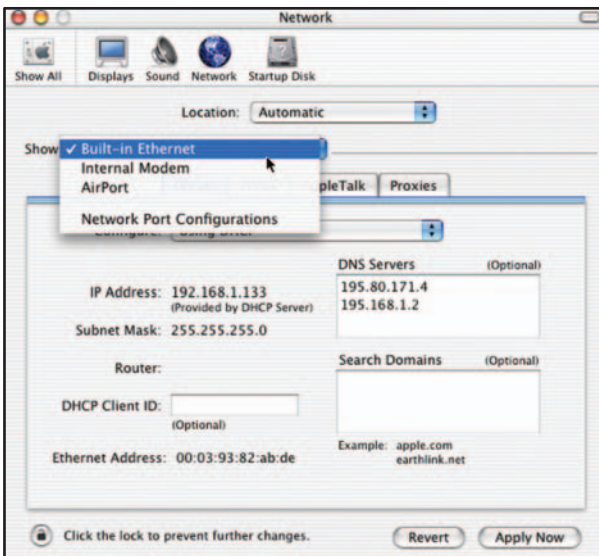 Network
Show All Displays Sound Network Startup Disk
Location: Automatic
Show ✓ Built-in Ethernet
Internal Modem
AirPort
Network Port Configurations
pleTalk Proxies
Configure: Using DHCP
DNS Servers (Optional)
195.80.171.4
195.168.1.2
IP Address: 192.168.1.133
(Provided by DHCP Server)
Subnet Mask: 255.255.255.0
Router:
Search Domains (Optional)
DHCP Client ID:
(Optional)
Example: apple.com
earthlink.net
Ethernet Address: 00:03:93:82:ab:de
Click the lock to prevent further changes.
Revert Apply Now